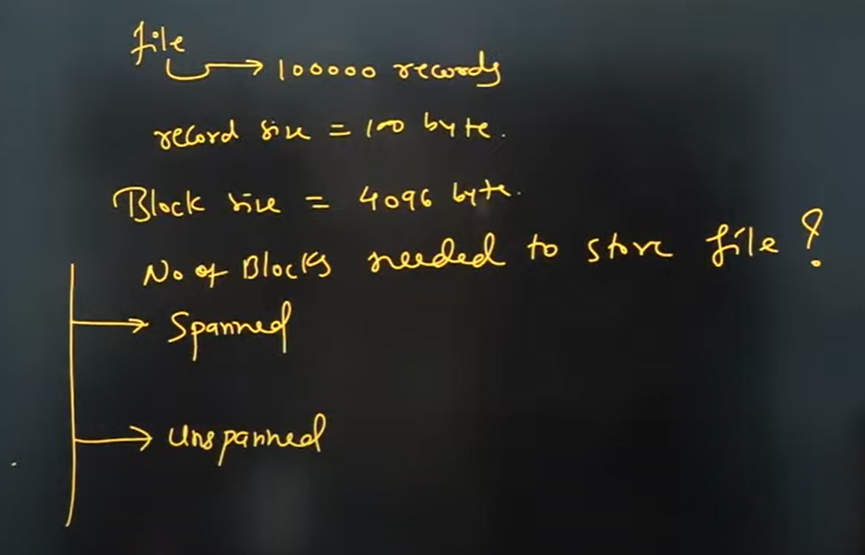 file
→ 100000 records
record size = 100 byte.
Block size = 4096 byte.
No of Blocks needed to store file ?
→ Spanned
→ Unspanned